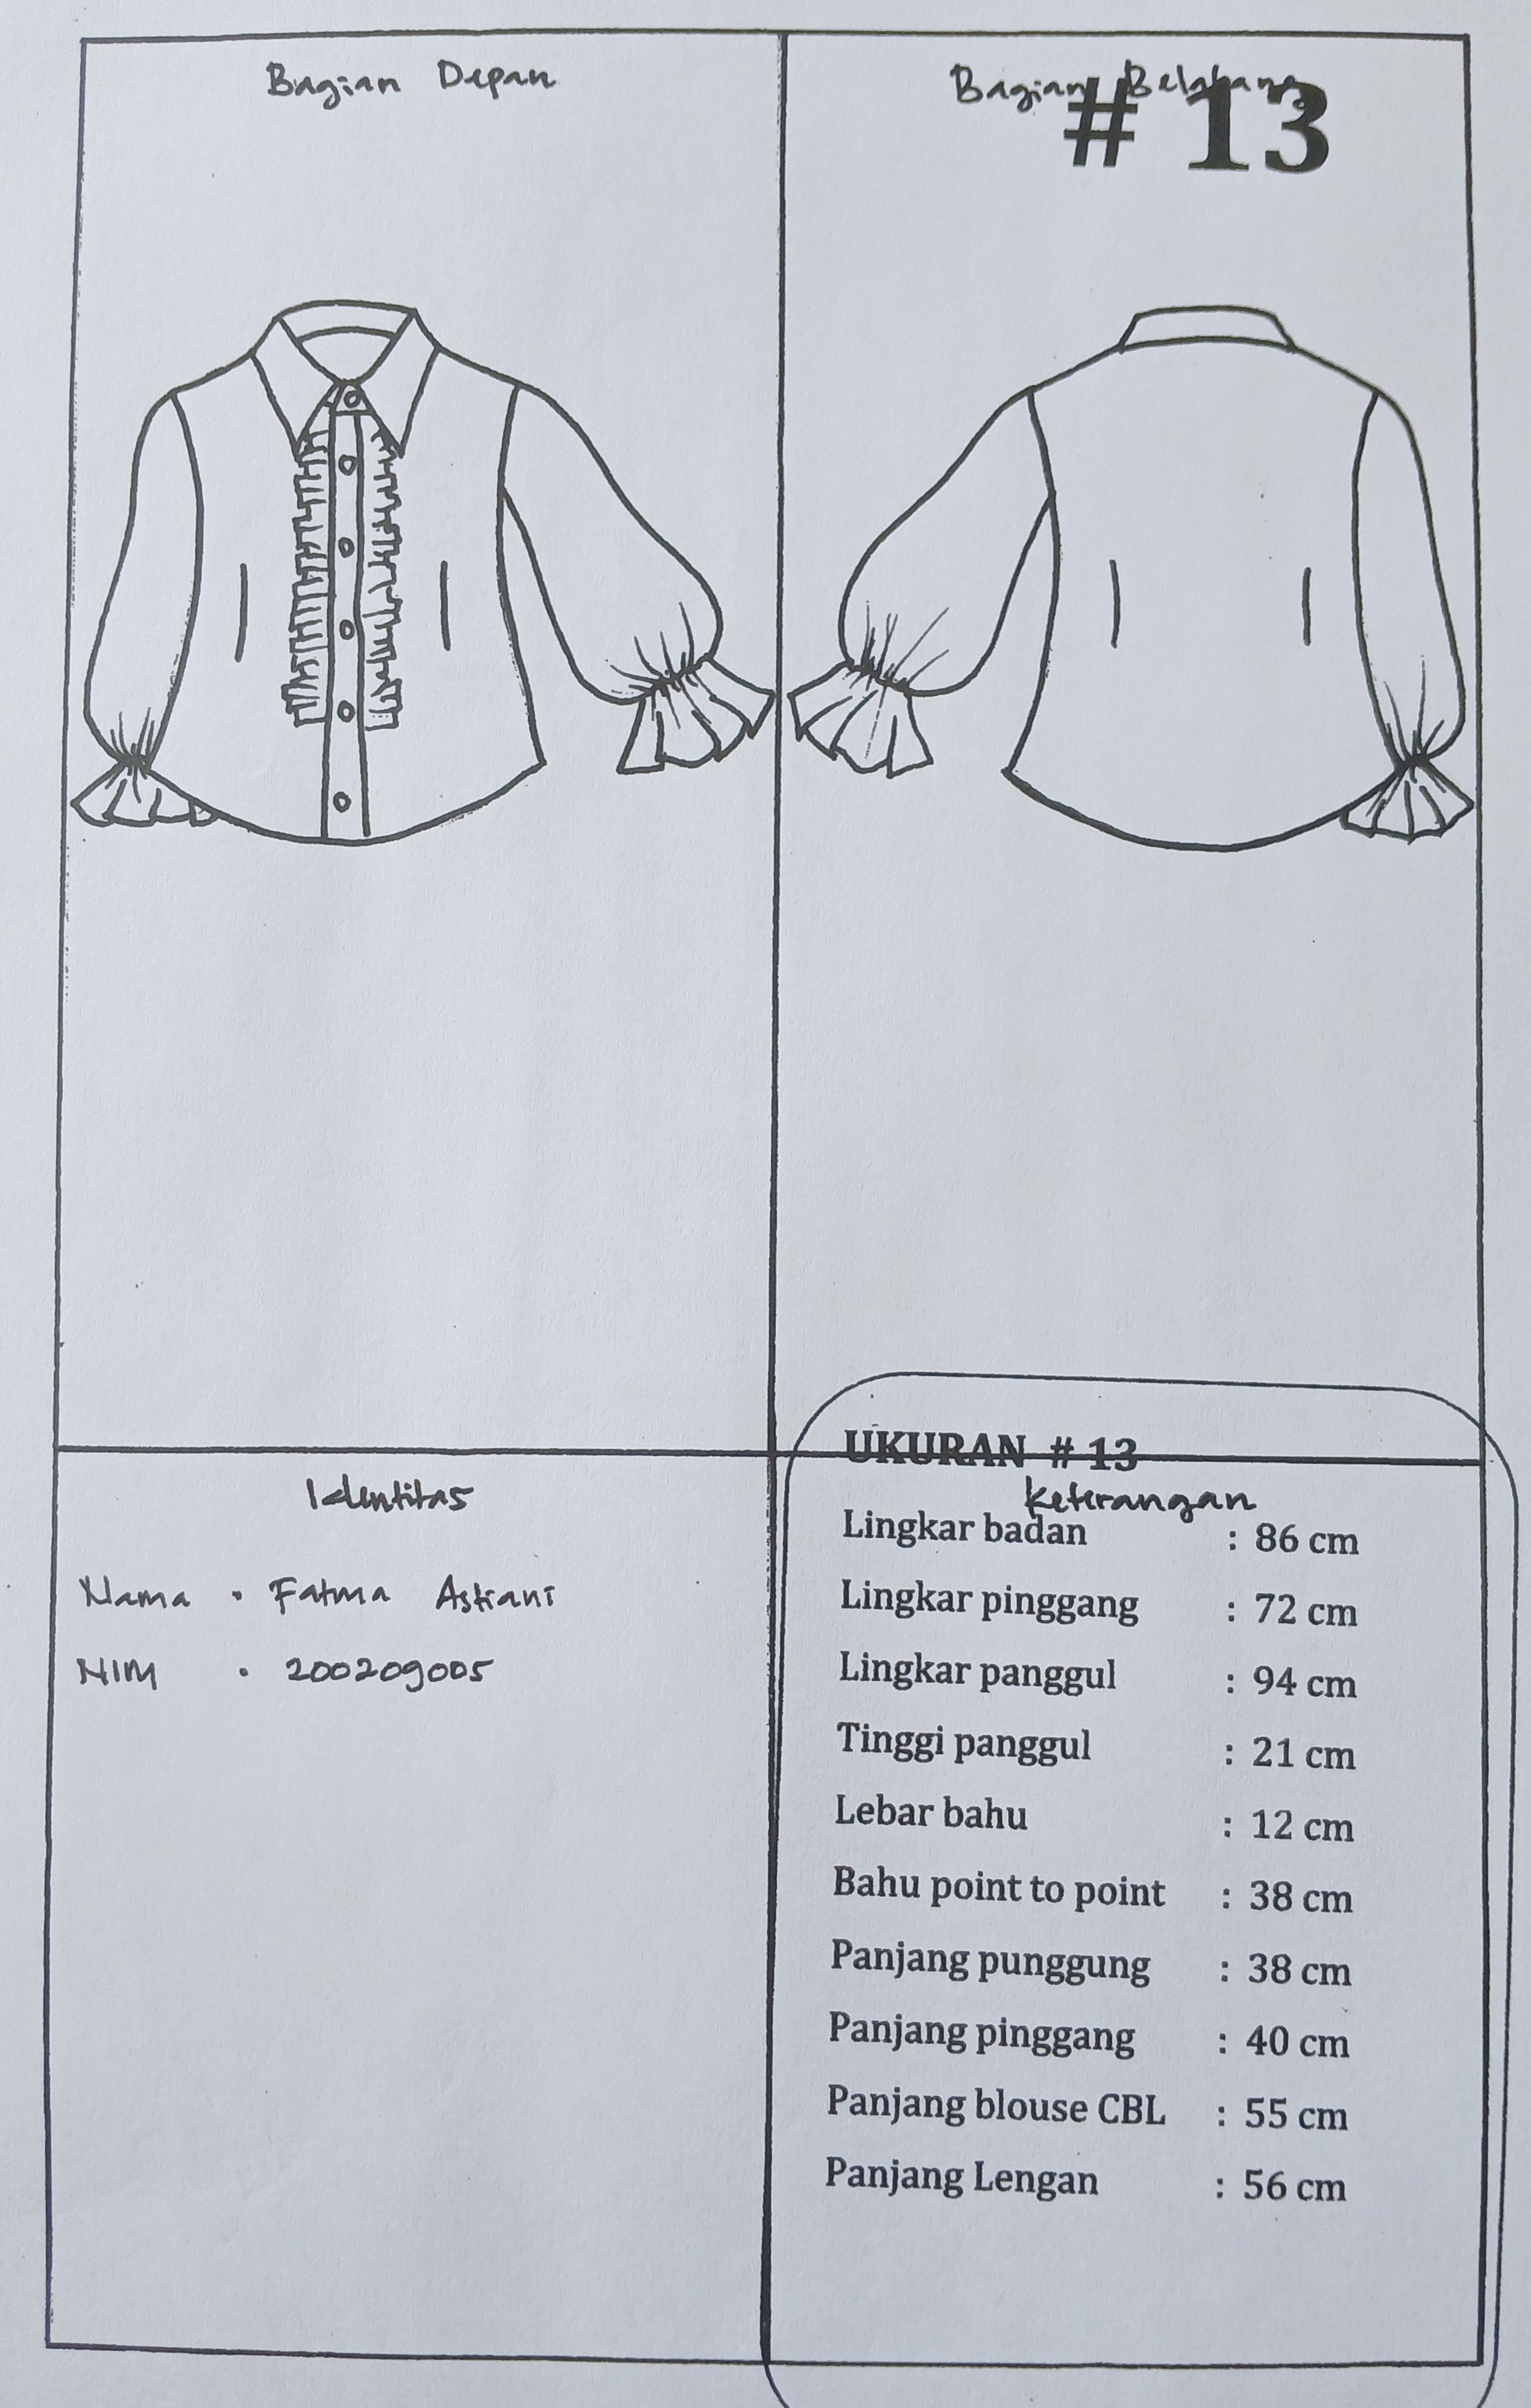 Bagian Depan
Bagian Belakang
# 13
Identitas
Nama : Fatma Astiani
NIM : 200209005
UKURAN # 13
Keterangan
Lingkar badan : 86 cm
Lingkar pinggang : 72 cm
Lingkar panggul : 94 cm
Tinggi panggul : 21 cm
Lebar bahu : 12 cm
Bahu point to point : 38 cm
Panjang punggung : 38 cm
Panjang pinggang : 40 cm
Panjang blouse CBL : 55 cm
Panjang Lengan : 56 cm